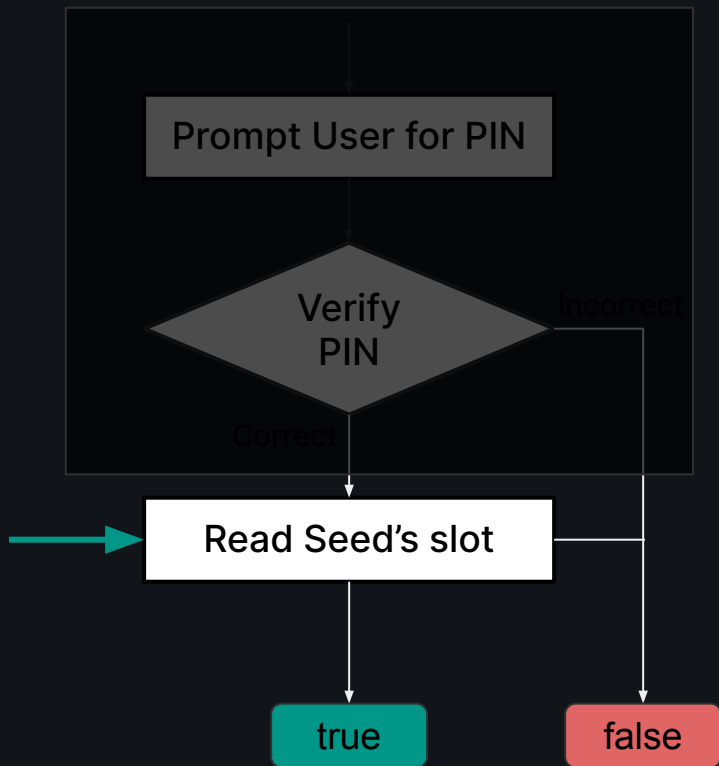 Prompt User for PIN
Verify
PIN
Incorrect
Correct
Read Seed’s slot
true
false